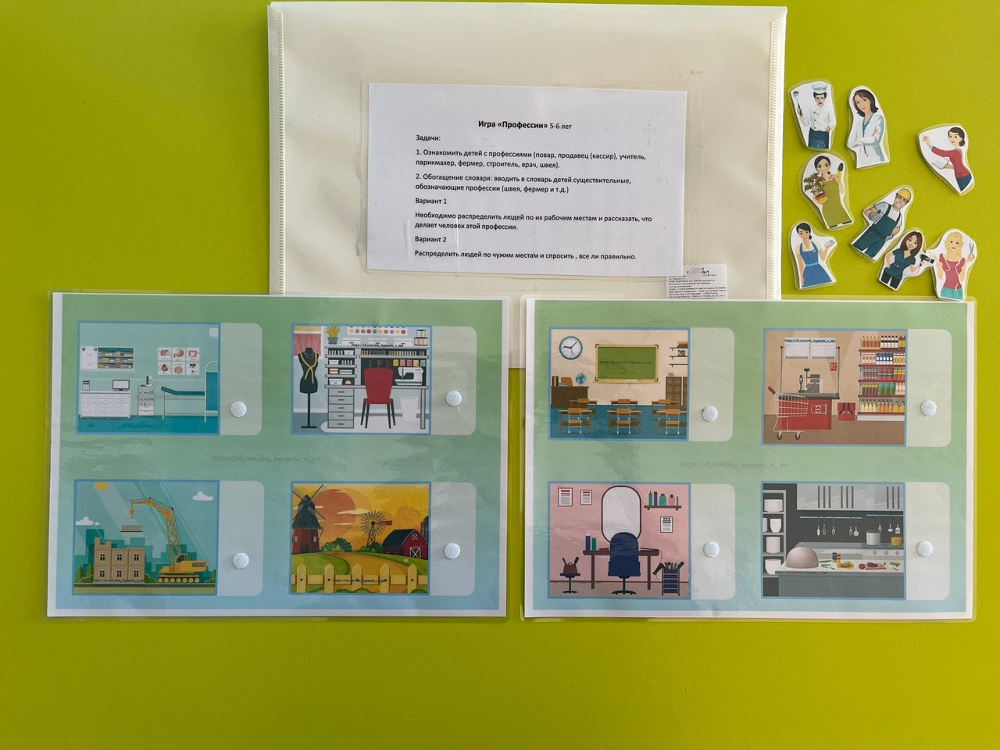 Игра «Профессии» 5-6 лет
Задачи:
1. Ознакомить детей с профессиями (повар, продавец (кассир), учитель,
парикмахер, фермер, строитель, врач, швея).
2. Обогащение словаря: вводить в словарь детей существительные,
обозначающие профессии (швея, фермер и т.д.)
Вариант 1
Необходимо распределить людей по их рабочим местам и рассказать, что
делает человек этой профессии.
Вариант 2
Распределить людей по чужим местам и спросить , все ли правильно.
https://vk.com/dva_logopeda_v_spb
https://vk.com/dva_logopeda_v_spb